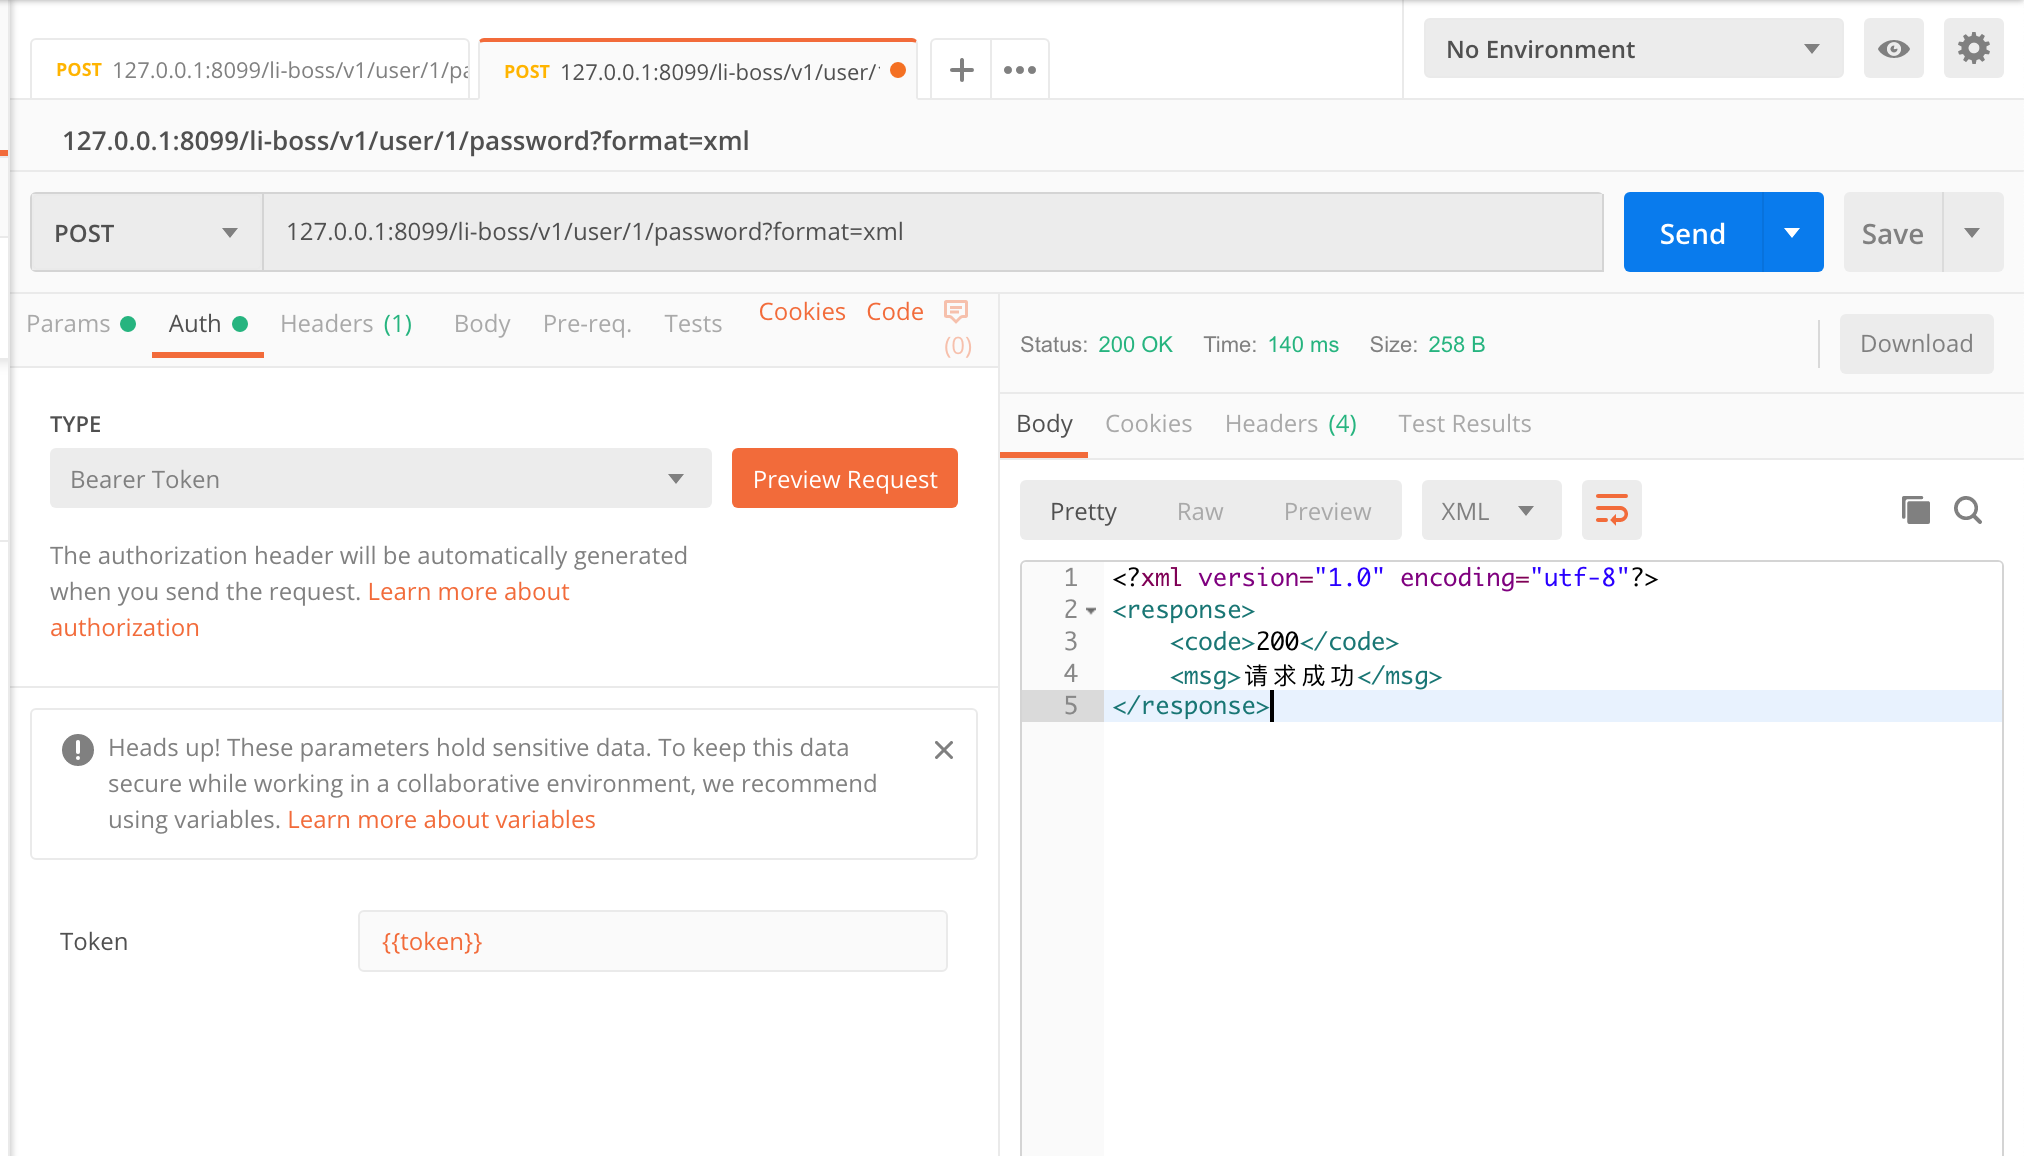 POST 127.0.0.1:8099/li-boss/v1/user/1/pa
POST 127.0.0.1:8099/li-boss/v1/user/
No Environment
127.0.0.1:8099/li-boss/v1/user/1/password?format=xml
POST 127.0.0.1:8099/li-boss/v1/user/1/password?format=xml Send Save
Params Auth Headers (1) Body Pre-req. Tests Cookies Code (0)
TYPE
Bearer Token Preview Request
The authorization header will be automatically generated
when you send the request. Learn more about
authorization
Heads up! These parameters hold sensitive data. To keep this data
secure while working in a collaborative environment, we recommend
using variables. Learn more about variables
Token {{token}}
Status: 200 OK Time: 140 ms Size: 258 B Download
Body Cookies Headers (4) Test Results
Pretty Raw Preview XML
1 <?xml version="1.0" encoding="utf-8"?>
2 <response>
3 <code>200</code>
4 <msg>请求成功</msg>
5 </response>